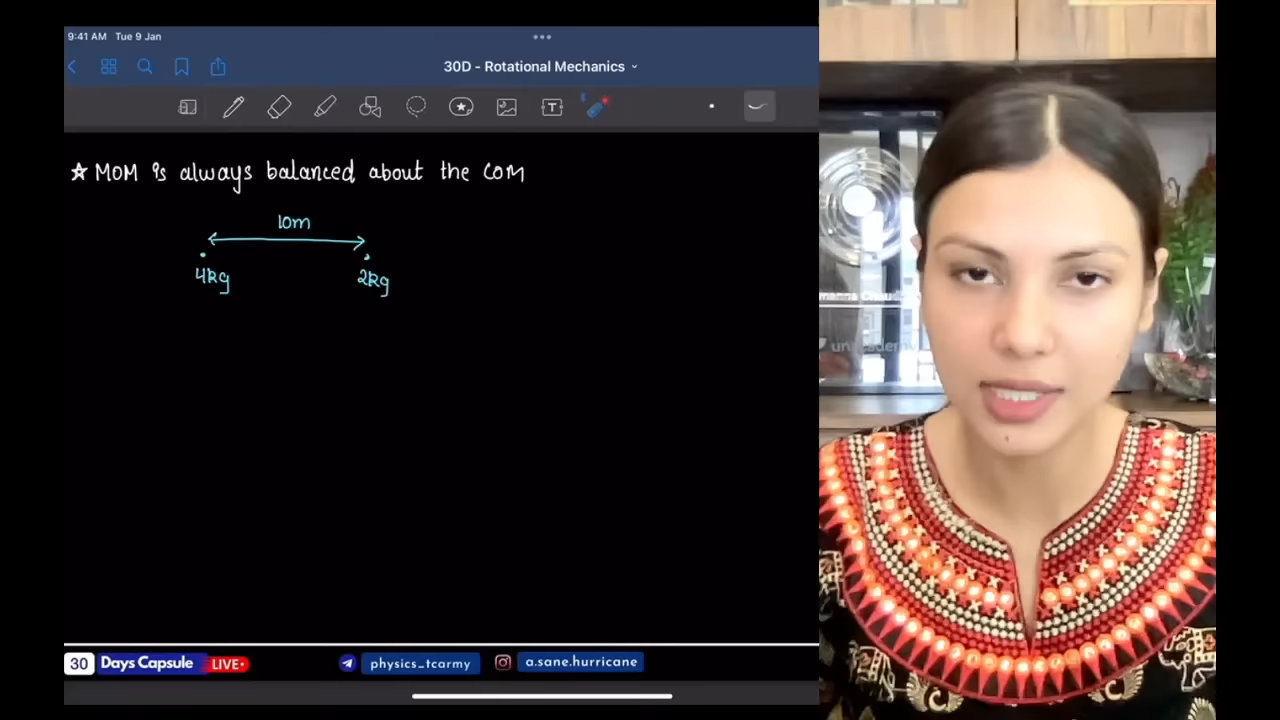 9:41 AM Tue 9 Jan
30D - Rotational Mechanics
T
☆ MOM is always balanced about the COM
10m
4kg 2kg
30 Days Capsule LIVE
physics_tcarmy
a.sane.hurricane